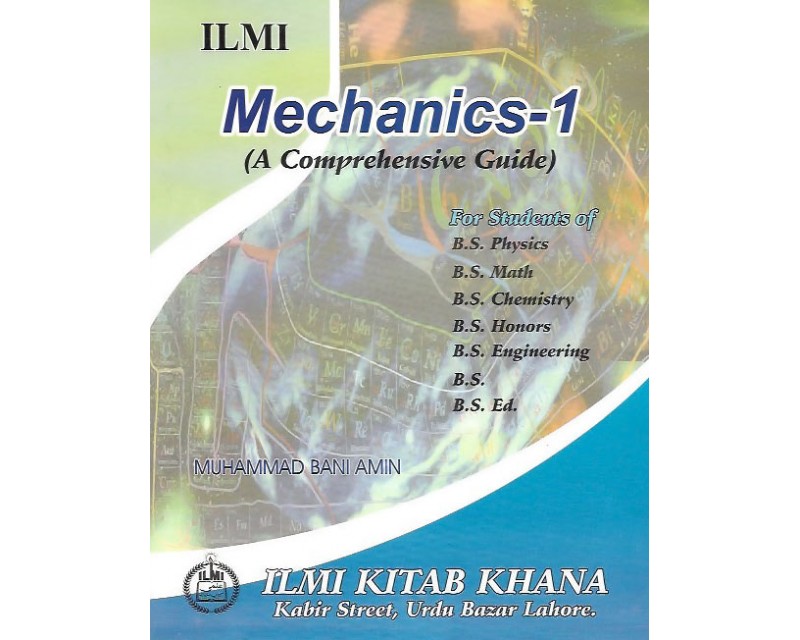 ILMI
Mechanics-1
(A Comprehensive Guide)
For Students of
B.S. Physics
B.S. Math
B.S. Chemistry
B.S. Honors
B.S. Engineering
B.S.
B.S. Ed.
MUHAMMAD BANI AMIN
ILMI
ILMI KITAB KHANA
Kabir Street, Urdu Bazar Lahore.